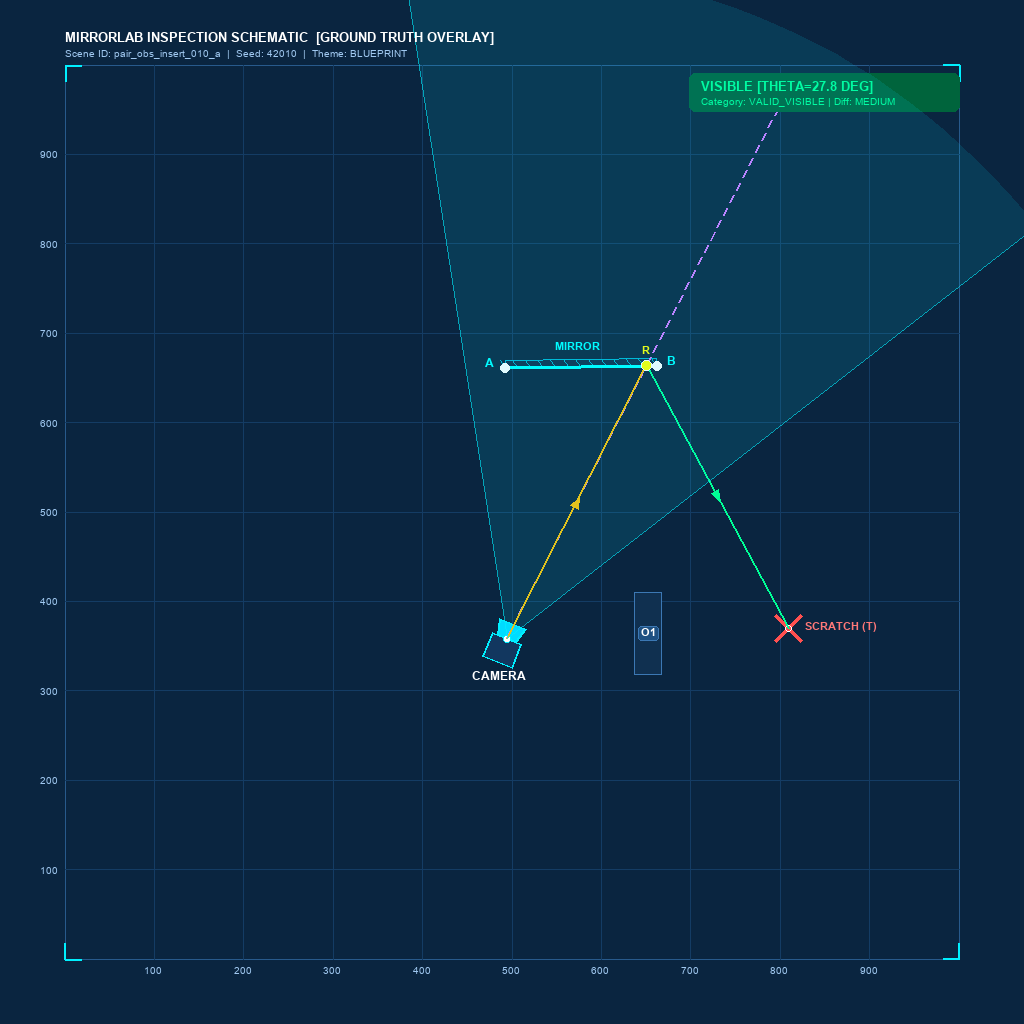 MIRRORLAB INSPECTION SCHEMATIC [GROUND TRUTH OVERLAY]
Scene ID: pair_obs_insert_010_a | Seed: 42010 | Theme: BLUEPRINT
VISIBLE [THETA=27.8 DEG]
Category: VALID_VISIBLE | Diff: MEDIUM
900
800
700
MIRROR
R
A
B
600
500
400
O1
SCRATCH (T)
CAMERA
300
200
100
100 200 300 400 500 600 700 800 900